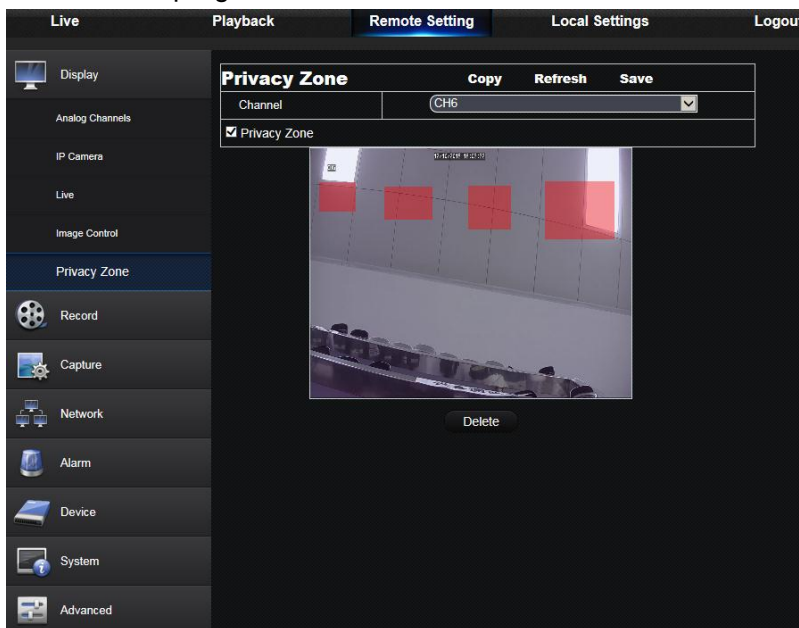 Live Playback Remote Setting Local Settings Logou
Display
Privacy Zone Copy Refresh Save
Channel CH6
Analog Channels
Privacy Zone
IP Camera
Live
Image Control
Privacy Zone
Record
Capture
Network
Delete
Alarm
Device
System
Advanced